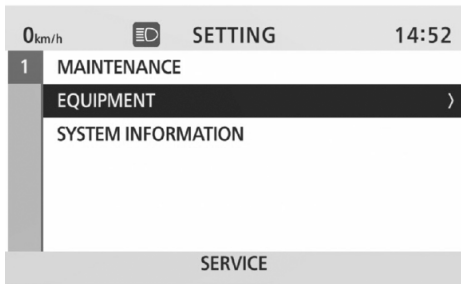 0km/h SETTING 14:52
1 MAINTENANCE
EQUIPMENT
SYSTEM INFORMATION
SERVICE